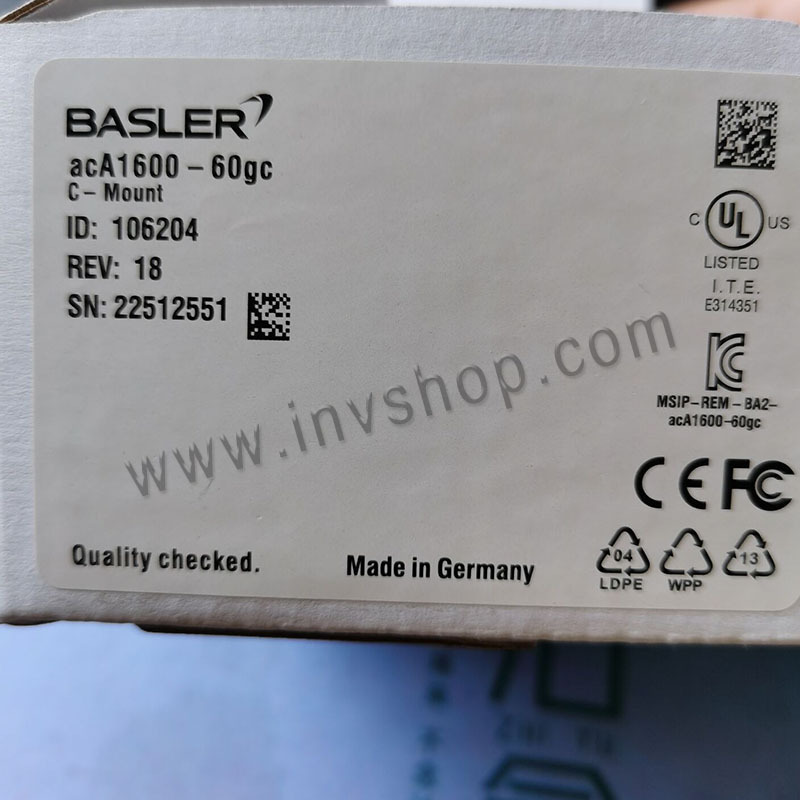 BASLER
acA1600-60gc
C-Mount
ID: 106204
REV: 18
SN: 22512551
C UL US
LISTED
I.T.E.
E314351
MSIP-REM-BA2-
acA1600-60gc
CE FC
www.invshop.com
Quality checked.
Made in Germany
04
LDPE
WPP
13